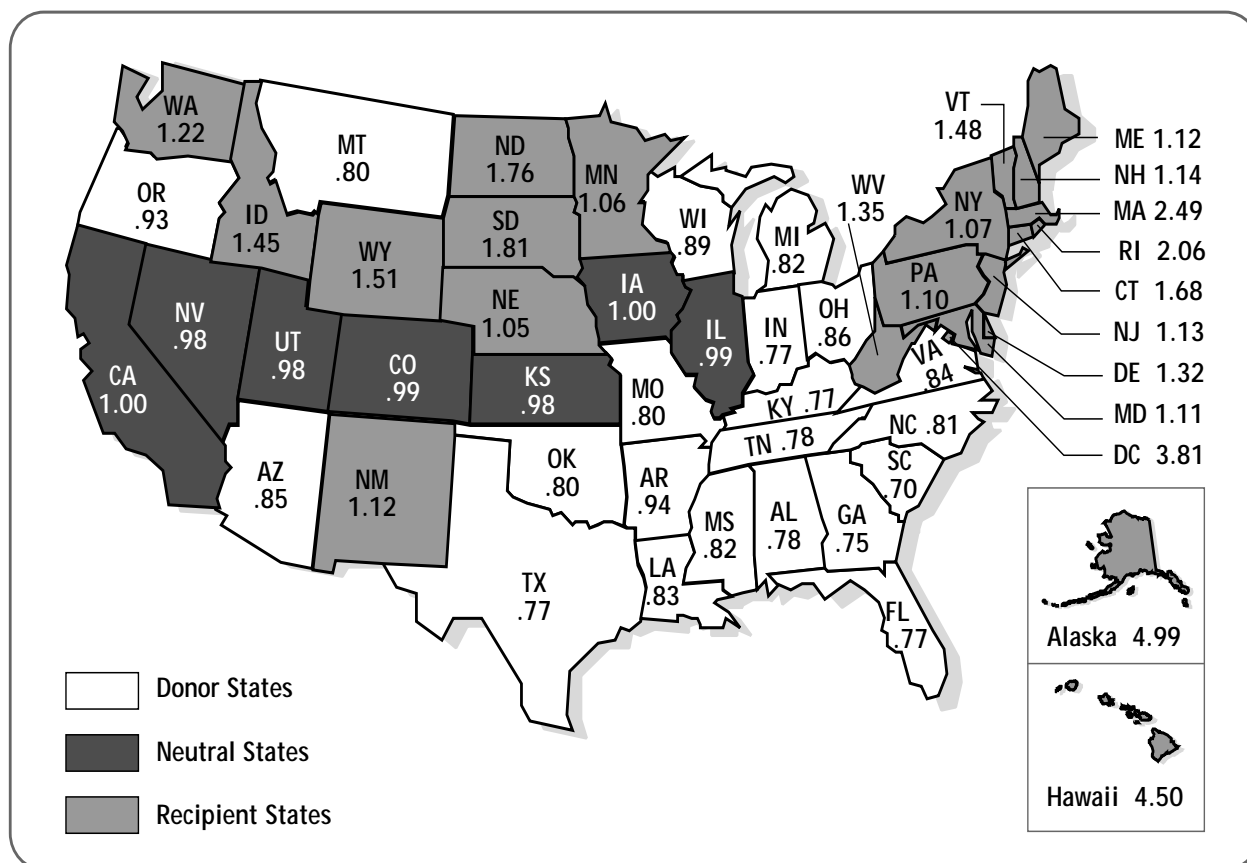 WA
1.22
MT
.80
ND
1.76
MN
1.06
VT
1.48
ME 1.12
NH 1.14
MA 2.49
RI 2.06
CT 1.68
NJ 1.13
DE 1.32
MD 1.11
DC 3.81
OR
.93
ID
1.45
WY
1.51
SD
1.81
WI
.89
MI
.82
WV
1.35
NY
1.07
PA
1.10
NE
1.05
IA
1.00
IL
.99
IN
.77
OH
.86
VA
.84
NV
.98
UT
.98
CO
.99
KS
.98
MO
.80
KY .77
CA
1.00
TN .78
NC .81
SC
.70
AZ
.85
NM
1.12
OK
.80
AR
.94
MS
.82
AL
.78
GA
.75
TX
.77
LA
.83
FL
.77
Alaska 4.99
Hawaii 4.50
Donor States
Neutral States
Recipient States